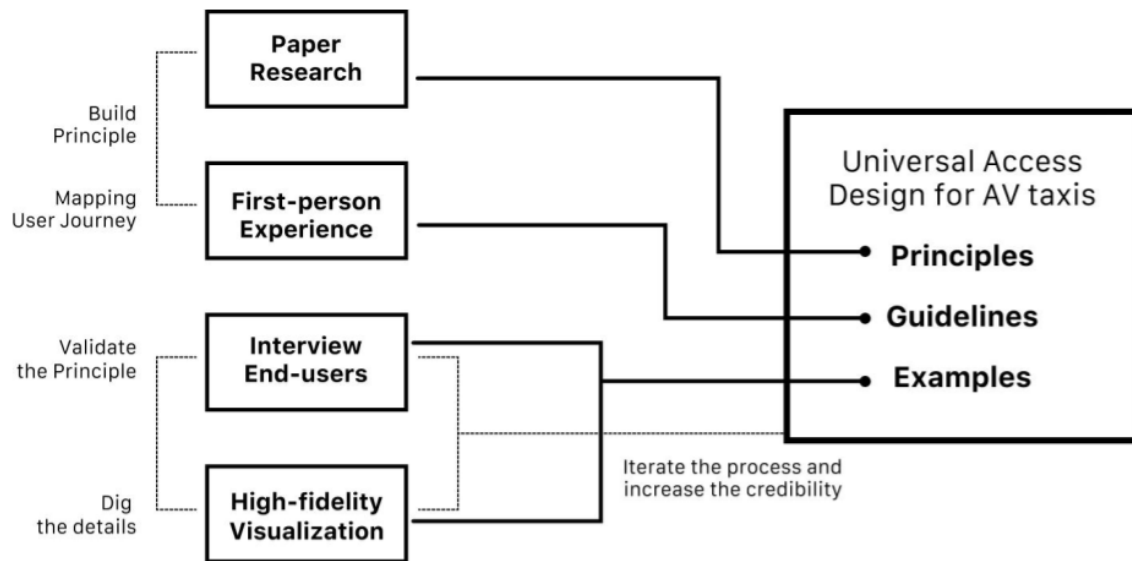 Paper
Research
Build
Principle
Mapping
User Journey
First-person
Experience
Universal Access
Design for AV taxis
Principles
Guidelines
Examples
Validate
the Principle
Interview
End-users
Iterate the process and
increase the credibility
Dig
the details
High-fidelity
Visualization